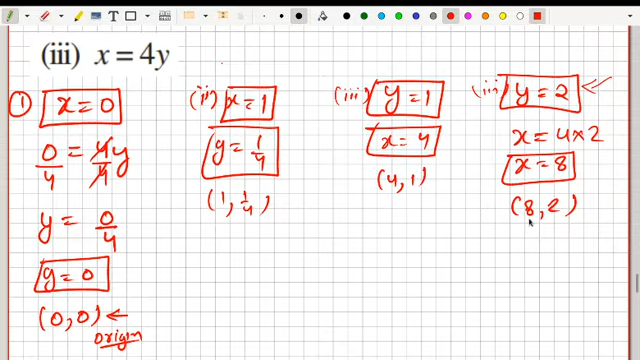 (iii) x = 4y
① x = 0
0/4 = 4/4 y
y = 0/4
y = 0
(0, 0) ←
origin
(ii) x = 1
y = 1/4
(1, 1/4)
(iii) y = 1
x = 4
(4, 1)
(iii) y = 2
x = 4 × 2
x = 8
(8, 2)